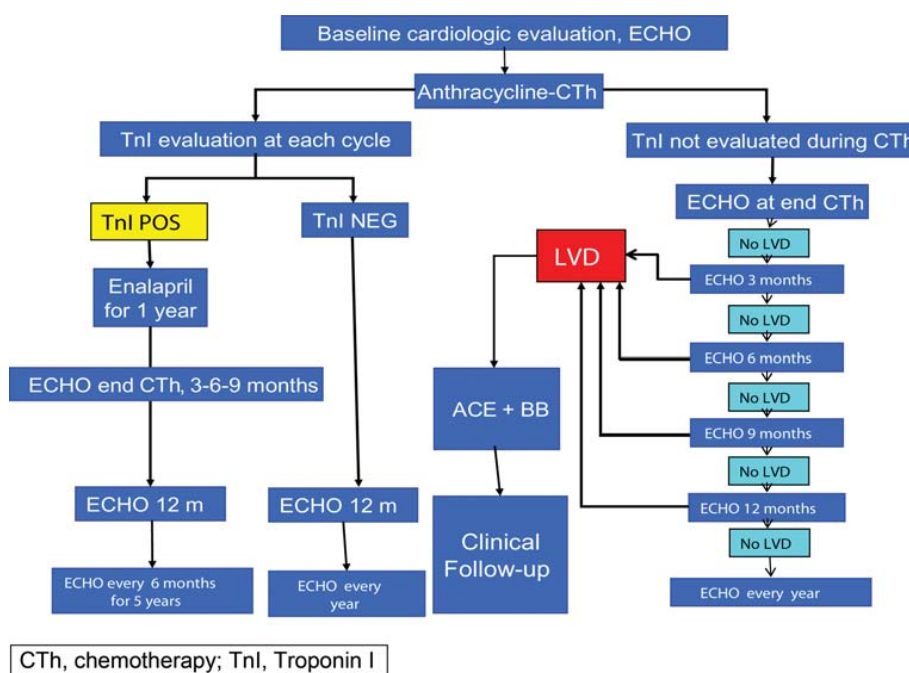 Baseline cardiologic evaluation, ECHO
Anthracycline-CTh
TnI evaluation at each cycle
TnI POS
Enalapril
for 1 year
ECHO end CTh, 3-6-9 months
ECHO 12 m
ECHO every 6 months
for 5 years
TnI NEG
ECHO 12 m
ECHO every
year
LVD
ACE + BB
Clinical
Follow-up
TnI not evaluated during CTh
ECHO at end CTh
No LVD
ECHO 3 months
No LVD
ECHO 6 months
No LVD
ECHO 9 months
No LVD
ECHO 12 months
No LVD
ECHO every year
CTh, chemotherapy; TnI, Troponin I